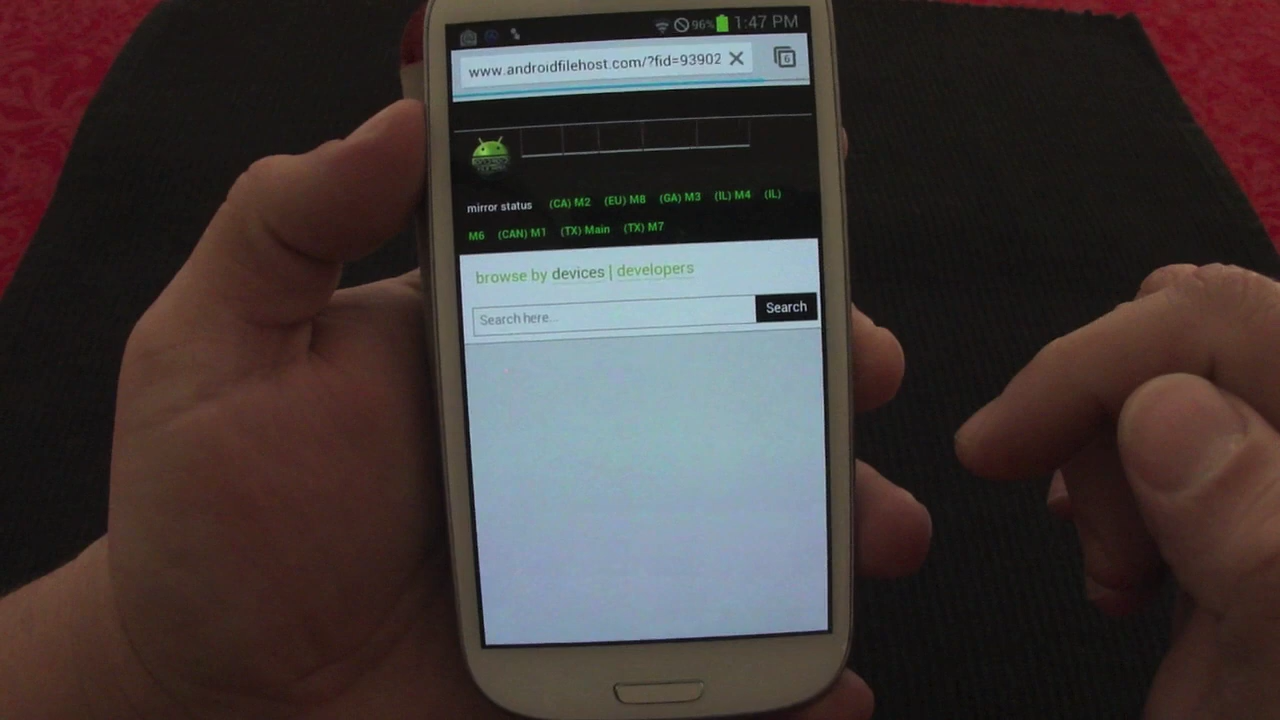 96% 1:47 PM
www.androidfilehost.com/?fid=93902 6
mirror status (CA) M2 (EU) M8 (GA) M3 (IL) M4 (IL)
M6 (CAN) M1 (TX) Main (TX) M7
browse by devices | developers
Search here... Search